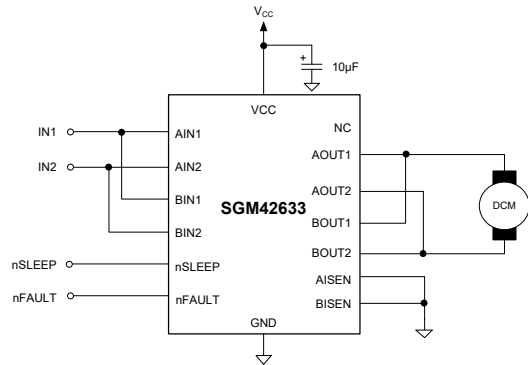 VCC
+
10μF
VCC
NC
IN1
AIN1
AOUT1
IN2
AIN2
AOUT2
DCM
BIN1
SGM42633
BOUT1
BIN2
BOUT2
nSLEEP
nSLEEP
AISEN
nFAULT
nFAULT
BISEN
GND